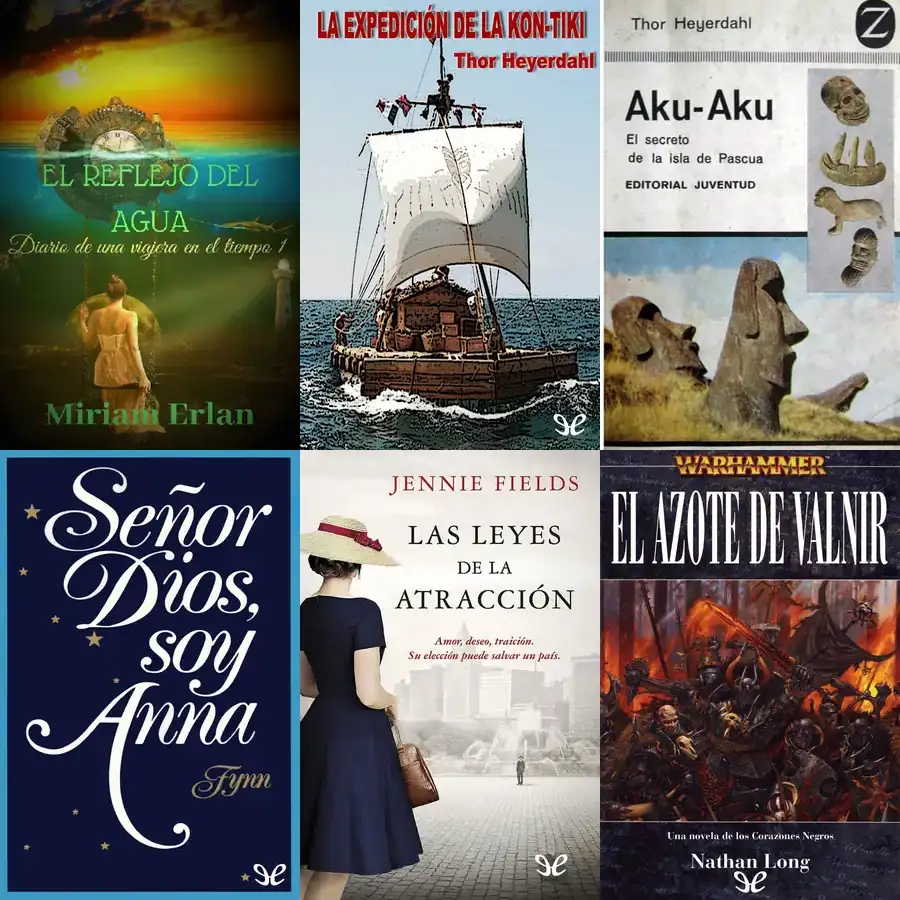 EL REFLEJO DEL
AGUA
Diario de una viajera en el tiempo 1
Miriam Erlan
LA EXPEDICIÓN DE LA KON-TIKI
Thor Heyerdahl
Thor Heyerdahl
Z
Aku-Aku
El secreto
de la isla de Pascua
EDITORIAL JUVENTUD
Señor
Dios,
soy
Anna
Fynn
JENNIE FIELDS
LAS LEYES
DE LA
ATRACCIÓN
Amor, deseo, traición.
Su elección puede salvar un país.
WARHAMMER
EL AZOTE DE VALNIR
Una novela de los Corazones Negros
Nathan Long